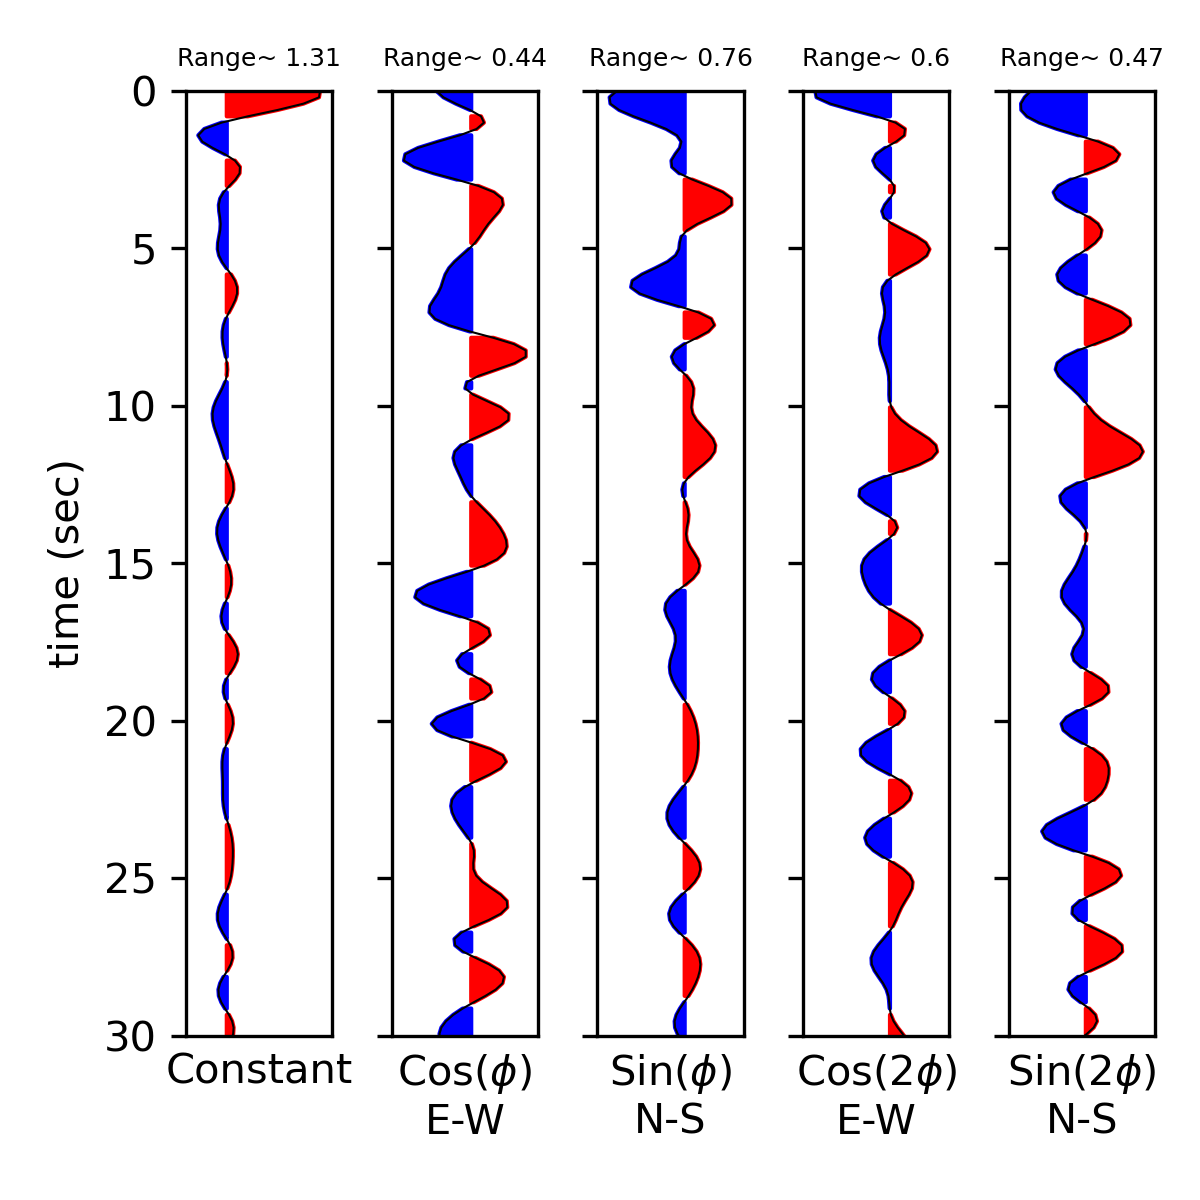 Range~ 1.31
Range~ 0.44
Range~ 0.76
Range~ 0.6
Range~ 0.47
0
5
10
15
20
25
30
time (sec)
Constant
Cos(ϕ)
E-W
Sin(ϕ)
N-S
Cos(2ϕ)
E-W
Sin(2ϕ)
N-S